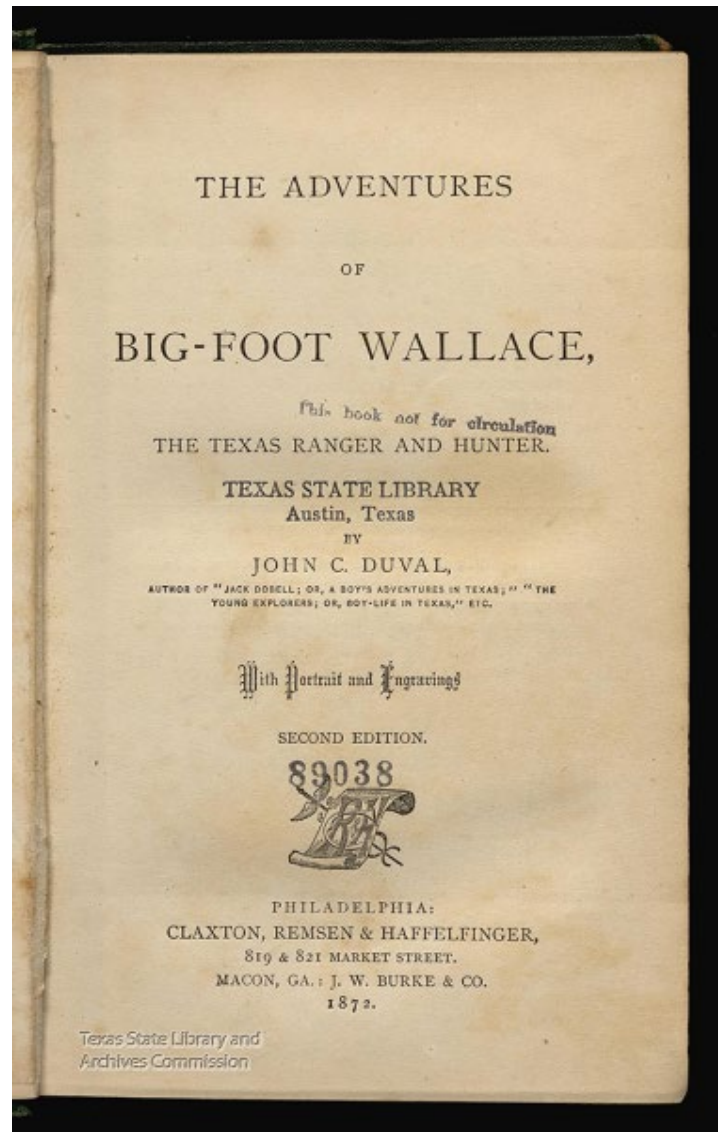 THE ADVENTURES
OF
BIG-FOOT WALLACE,
This book not for circulation
THE TEXAS RANGER AND HUNTER.
TEXAS STATE LIBRARY
Austin, Texas
BY
JOHN C. DUVAL,
AUTHOR OF "JACK DOBELL; OR, A BOY'S ADVENTURES IN TEXAS;" "THE
YOUNG EXPLORERS; OR, BOY-LIFE IN TEXAS," ETC.
With Portrait and Engravings
SECOND EDITION.
89038
PHILADELPHIA:
CLAXTON, REMSEN & HAFFELFINGER,
819 & 821 MARKET STREET.
MACON, GA.: J. W. BURKE & CO.
1872.
Texas State Library and
Archives Commission